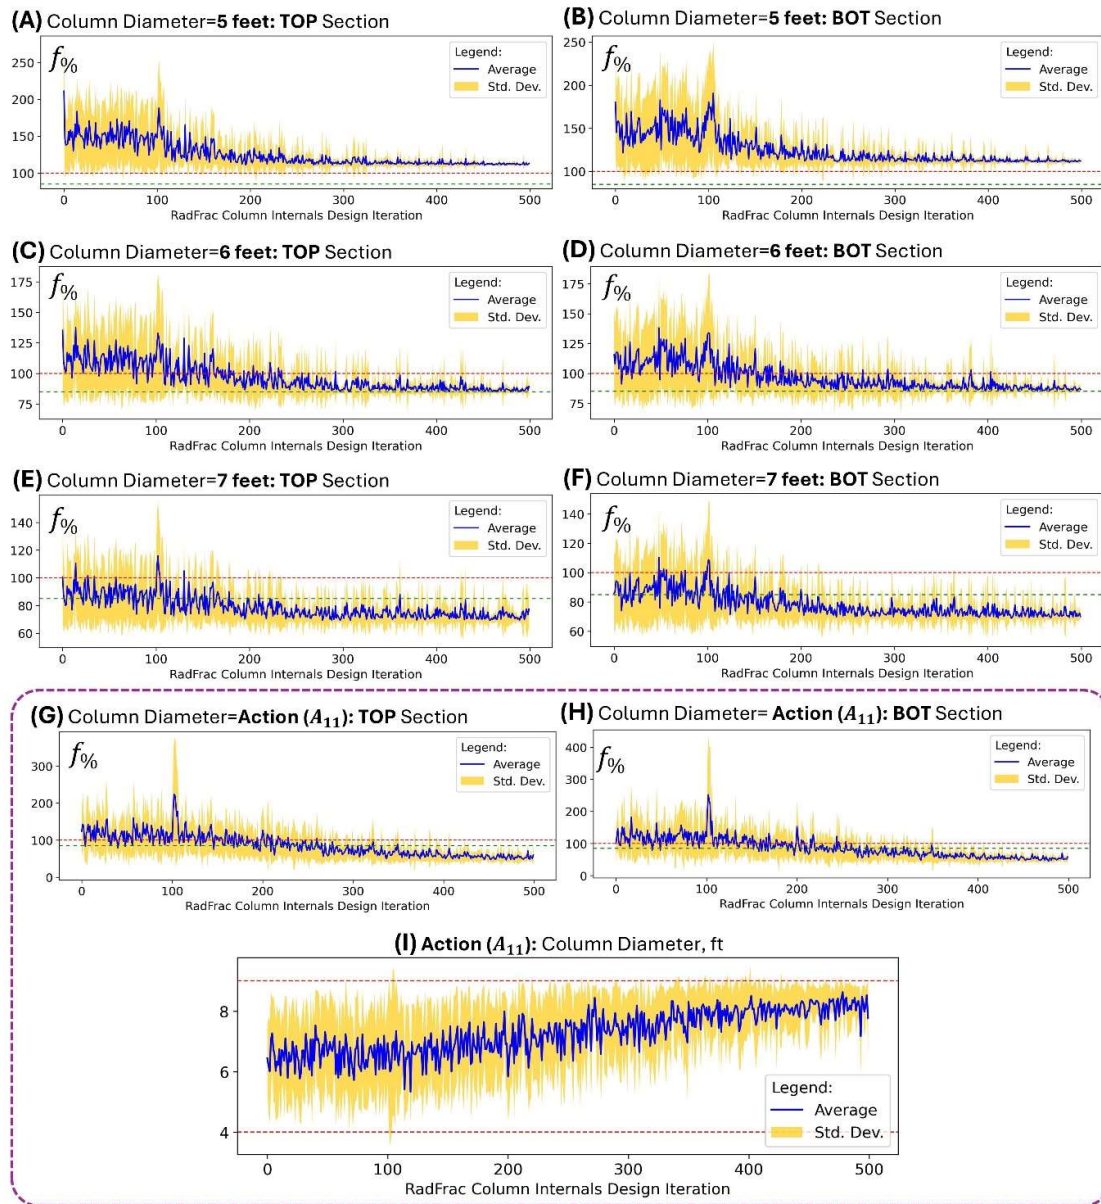 (A) Column Diameter=5 feet: TOP Section
f%
Legend:
Average
Std. Dev.
250
200
150
100
0 100 200 300 400 500
RadFrac Column Internals Design Iteration
(B) Column Diameter=5 feet: BOT Section
f%
Legend:
Average
Std. Dev.
250
200
150
100
0 100 200 300 400 500
RadFrac Column Internals Design Iteration
(C) Column Diameter=6 feet: TOP Section
f%
Legend:
Average
Std. Dev.
175
150
125
100
75
0 100 200 300 400 500
RadFrac Column Internals Design Iteration
(D) Column Diameter=6 feet: BOT Section
f%
Legend:
Average
Std. Dev.
175
150
125
100
75
0 100 200 300 400 500
RadFrac Column Internals Design Iteration
(E) Column Diameter=7 feet: TOP Section
f%
Legend:
Average
Std. Dev.
140
120
100
80
60
0 100 200 300 400 500
RadFrac Column Internals Design Iteration
(F) Column Diameter=7 feet: BOT Section
f%
Legend:
Average
Std. Dev.
140
120
100
80
60
0 100 200 300 400 500
RadFrac Column Internals Design Iteration
(G) Column Diameter=Action (A₁₁): TOP Section
f%
Legend:
Average
Std. Dev.
300
200
100
0
0 100 200 300 400 500
RadFrac Column Internals Design Iteration
(H) Column Diameter= Action (A₁₁): BOT Section
f%
Legend:
Average
Std. Dev.
400
300
200
100
0
0 100 200 300 400 500
RadFrac Column Internals Design Iteration
(I) Action (A₁₁): Column Diameter, ft
8
6
4
Legend:
Average
Std. Dev.
0 100 200 300 400 500
RadFrac Column Internals Design Iteration